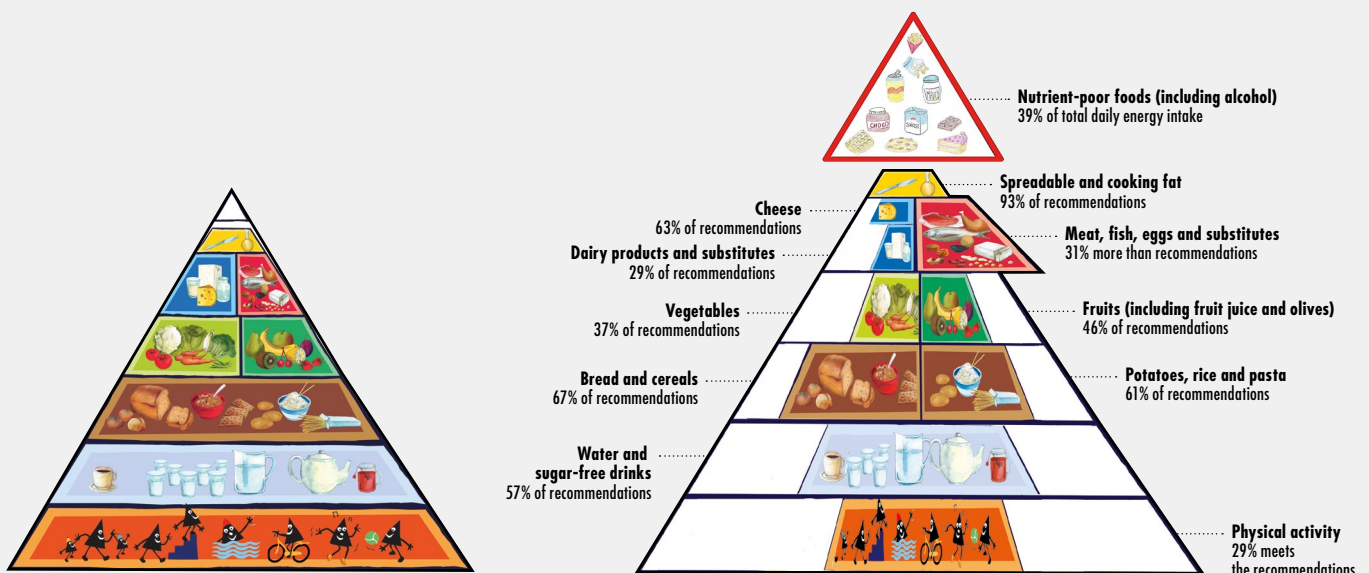 Nutrient-poor foods (including alcohol)
39% of total daily energy intake
Spreadable and cooking fat
93% of recommendations
Cheese
63% of recommendations
Meat, fish, eggs and substitutes
31% more than recommendations
Dairy products and substitutes
29% of recommendations
Vegetables
37% of recommendations
Fruits (including fruit juice and olives)
46% of recommendations
Bread and cereals
67% of recommendations
Potatoes, rice and pasta
61% of recommendations
Water and
sugar-free drinks
57% of recommendations
Physical activity
29% meets
the recommendations
CHOCO